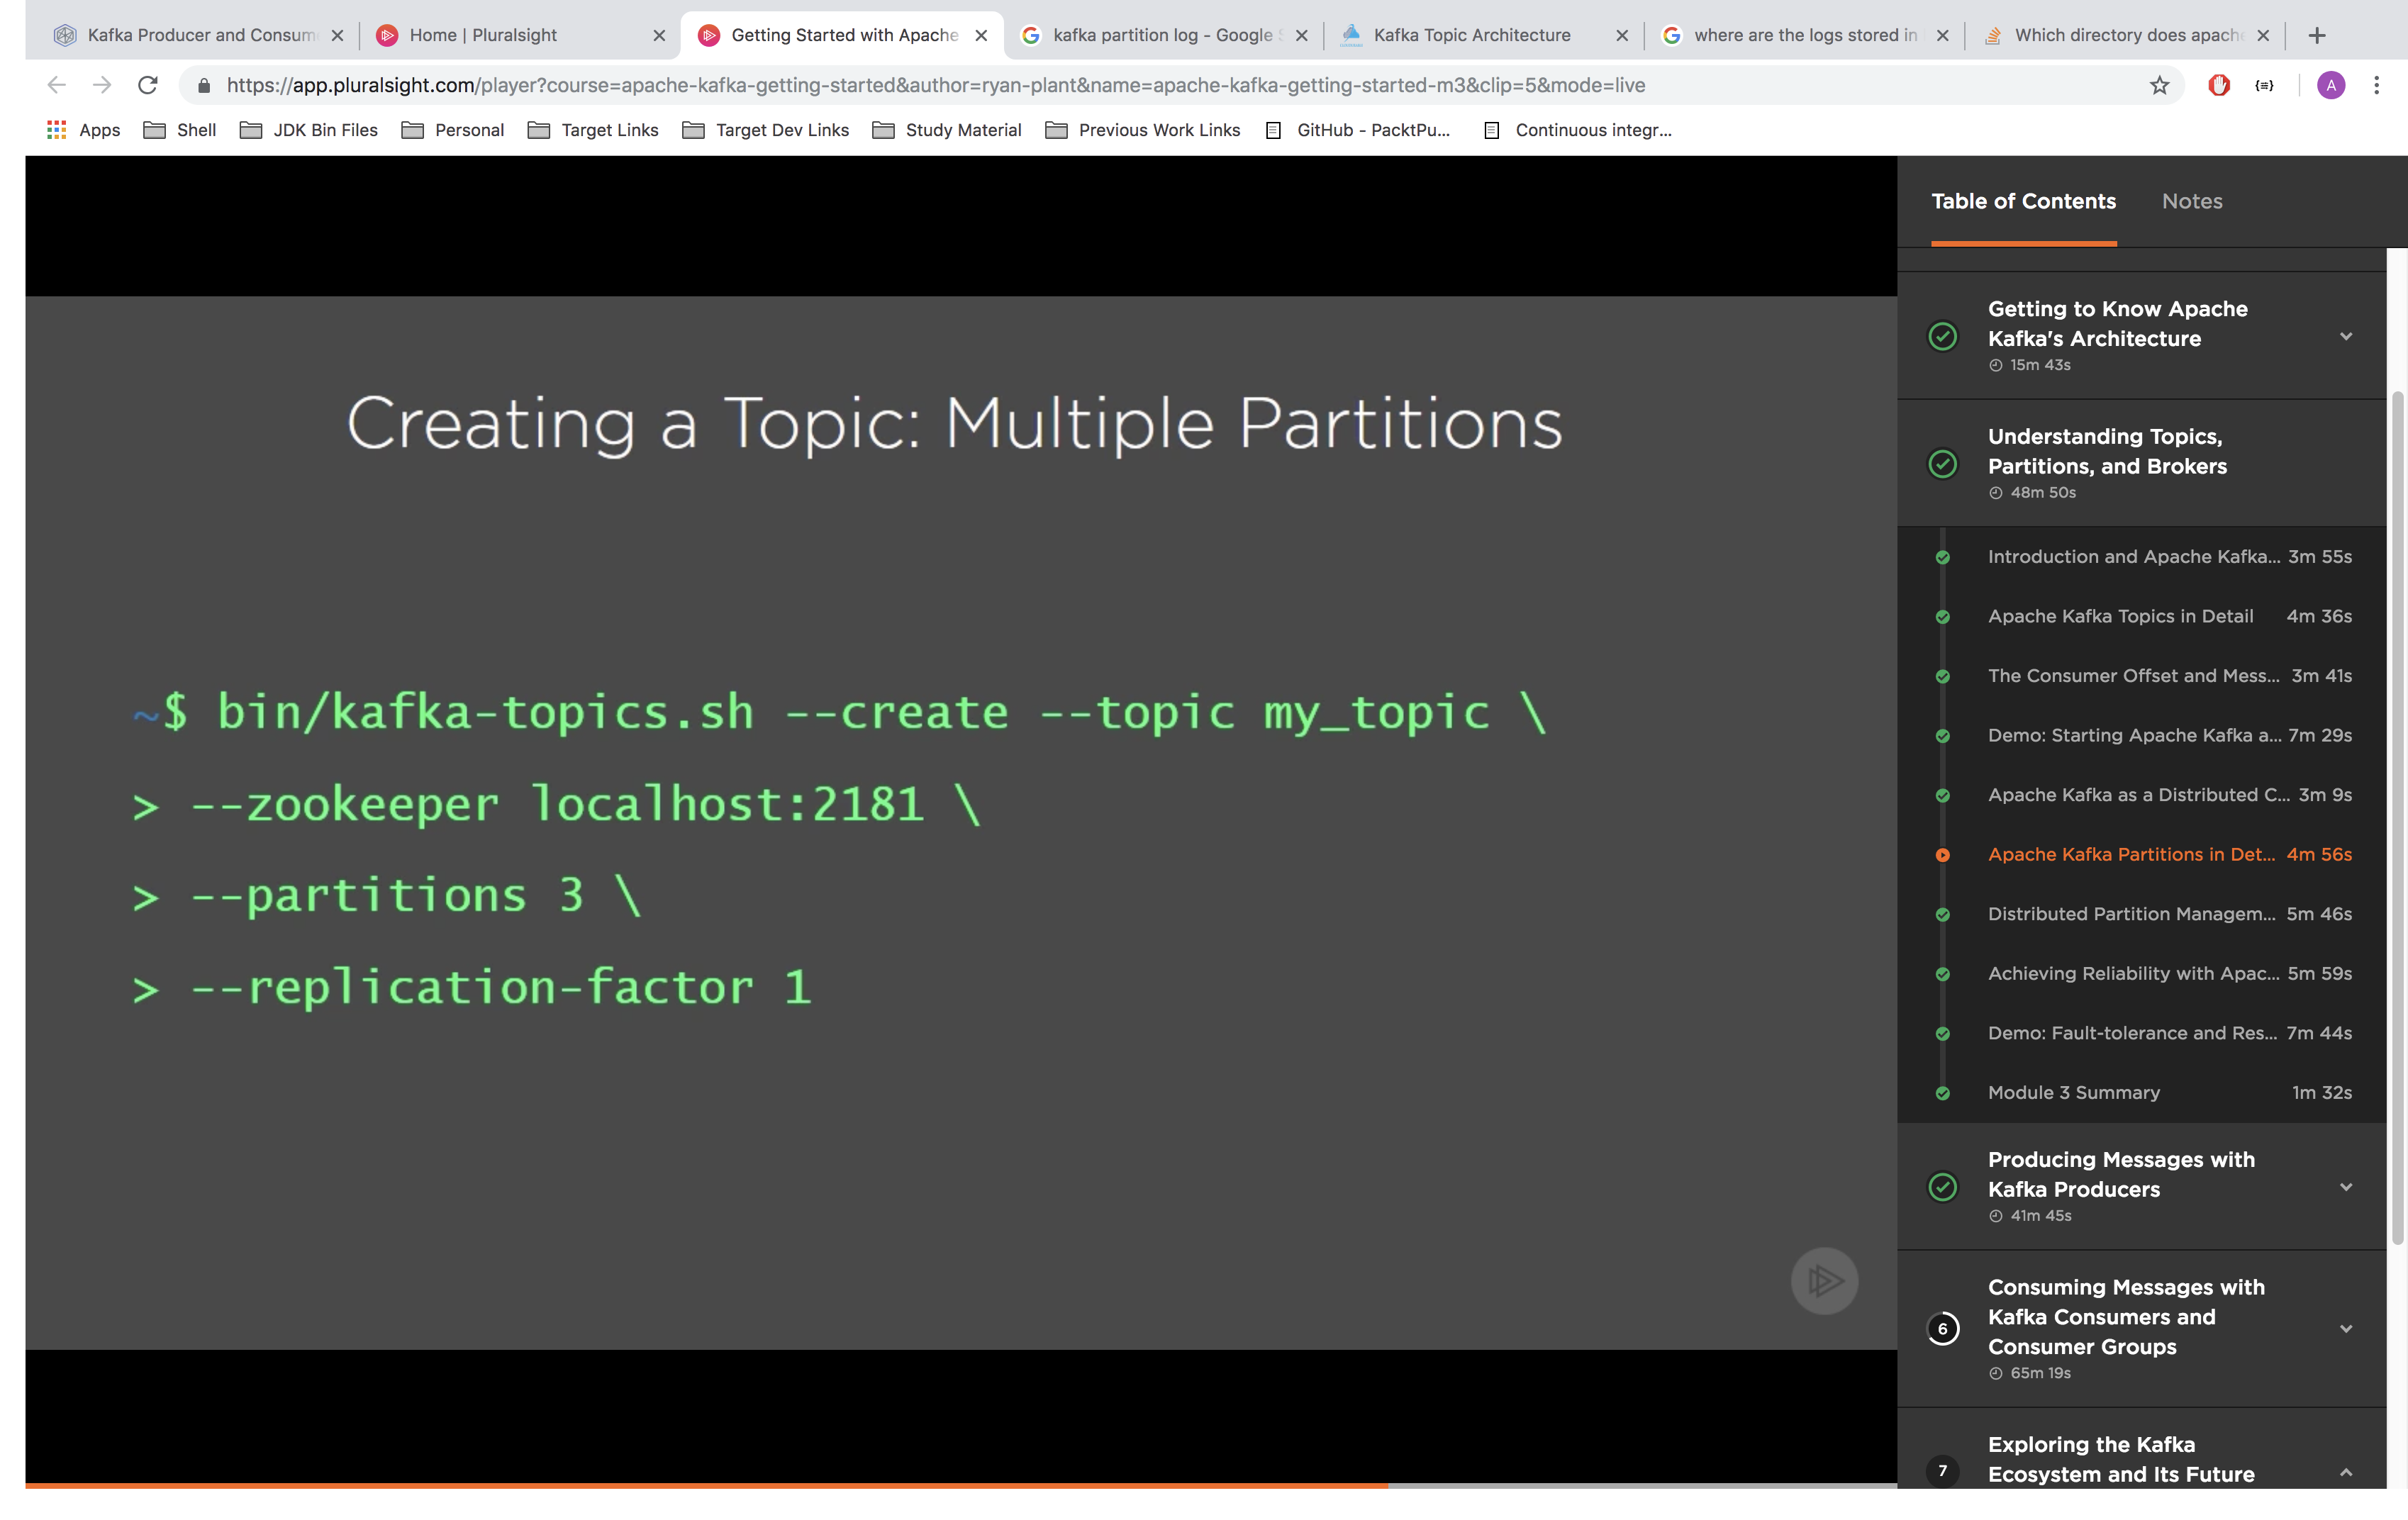 Kafka Producer and Consum
Home | Pluralsight
Getting Started with Apache
kafka partition log - Google S
Kafka Topic Architecture
where are the logs stored in
Which directory does apache
https://app.pluralsight.com/player?course=apache-kafka-getting-started&author=ryan-plant&name=apache-kafka-getting-started-m3&clip=5&mode=live
A
Apps
Shell
JDK Bin Files
Personal
Target Links
Target Dev Links
Study Material
Previous Work Links
GitHub - PacktPu...
Continuous integr...
Creating a Topic: Multiple Partitions
~$ bin/kafka-topics.sh --create --topic my_topic \
> --zookeeper localhost:2181 \
> --partitions 3 \
> --replication-factor 1
Table of Contents
Notes
Getting to Know Apache
Kafka's Architecture
15m 43s
Understanding Topics,
Partitions, and Brokers
48m 50s
Introduction and Apache Kafka... 3m 55s
Apache Kafka Topics in Detail 4m 36s
The Consumer Offset and Mess... 3m 41s
Demo: Starting Apache Kafka a... 7m 29s
Apache Kafka as a Distributed C... 3m 9s
Apache Kafka Partitions in Det... 4m 56s
Distributed Partition Managem... 5m 46s
Achieving Reliability with Apac... 5m 59s
Demo: Fault-tolerance and Res... 7m 44s
Module 3 Summary 1m 32s
Producing Messages with
Kafka Producers
41m 45s
6
Consuming Messages with
Kafka Consumers and
Consumer Groups
65m 19s
7
Exploring the Kafka
Ecosystem and Its Future